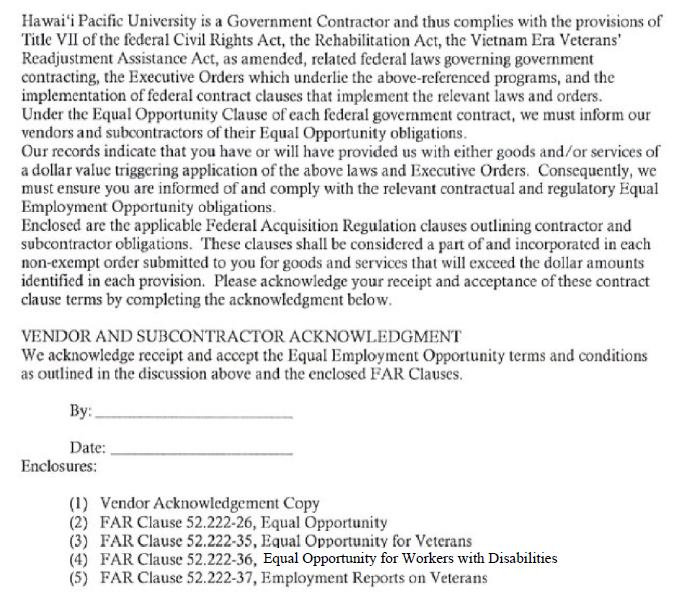 Hawai‘i Pacific University is a Government Contractor and thus complies with the provisions of
Title VII of the federal Civil Rights Act, the Rehabilitation Act, the Vietnam Era Veterans'
Readjustment Assistance Act, as amended, related federal laws governing government
contracting, the Executive Orders which underlie the above-referenced programs, and the
implementation of federal contract clauses that implement the relevant laws and orders.
Under the Equal Opportunity Clause of each federal government contract, we must inform our
vendors and subcontractors of their Equal Opportunity obligations.
Our records indicate that you have or will have provided us with either goods and/or services of
a dollar value triggering application of the above laws and Executive Orders. Consequently, we
must ensure you are informed of and comply with the relevant contractual and regulatory Equal
Employment Opportunity obligations.
Enclosed are the applicable Federal Acquisition Regulation clauses outlining contractor and
subcontractor obligations. These clauses shall be considered a part of and incorporated in each
non-exempt order submitted to you for goods and services that will exceed the dollar amounts
identified in each provision. Please acknowledge your receipt and acceptance of these contract
clause terms by completing the acknowledgment below.
VENDOR AND SUBCONTRACTOR ACKNOWLEDGMENT
We acknowledge receipt and accept the Equal Employment Opportunity terms and conditions
as outlined in the discussion above and the enclosed FAR Clauses.
By:
Date:
Enclosures:
(1) Vendor Acknowledgement Copy
(2) FAR Clause 52.222-26, Equal Opportunity
(3) FAR Clause 52.222-35, Equal Opportunity for Veterans
(4) FAR Clause 52.222-36, Equal Opportunity for Workers with Disabilities
(5) FAR Clause 52.222-37, Employment Reports on Veterans